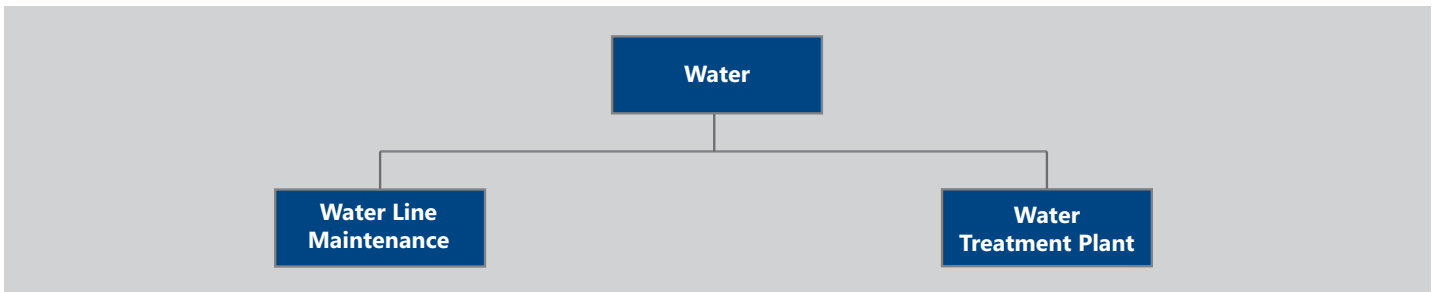 Water
Water Line
Maintenance
Water
Treatment Plant